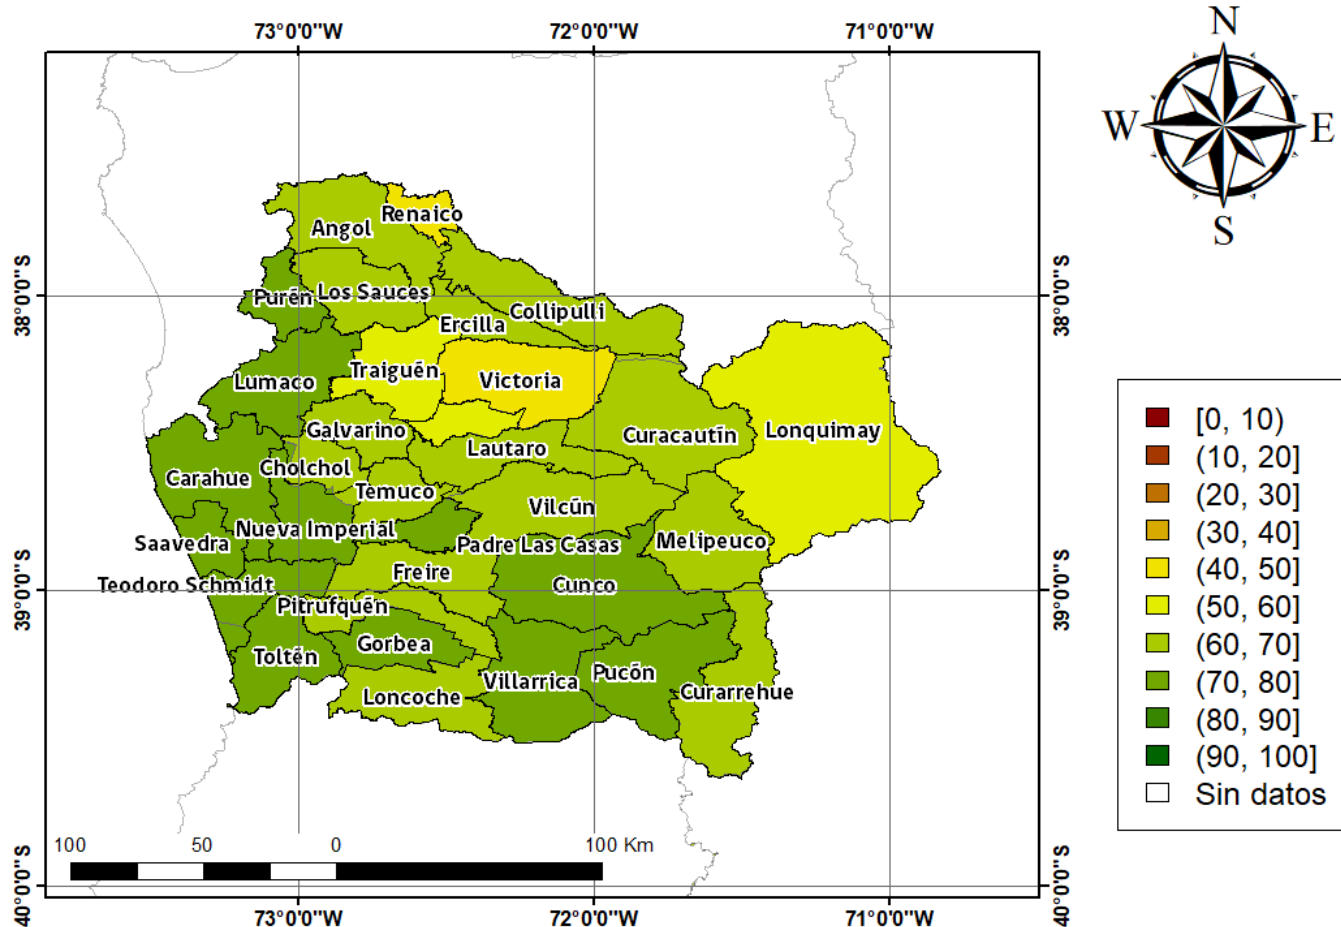 73°0'0"W 72°0'0"W 71°0'0"W
N
W E
S
38°0'0"S 38°0'0"S
39°0'0"S 39°0'0"S
40°0'0"S 40°0'0"S
Renaico
Angol
Los Sauces
Purén
Collipulli
Ercilla
Traiguén
Victoria
Lumaco
Galvarino
Lonquimay
Curacautín
Lautaro
Cholchol
Carahue
Temuco
Vilcún
Nueva Imperial
Saavedra
Padre Las Casas
Melipeuco
Freire
Teodoro Schmidt
Cunco
Pitrufquén
Gorbea
Toltén
Pucón
Villarrica
Curarrehue
Loncoche
[0, 10)
(10, 20]
(20, 30]
(30, 40]
(40, 50]
(50, 60]
(60, 70]
(70, 80]
(80, 90]
(90, 100]
Sin datos
100 50 0 100 Km
73°0'0"W 72°0'0"W 71°0'0"W